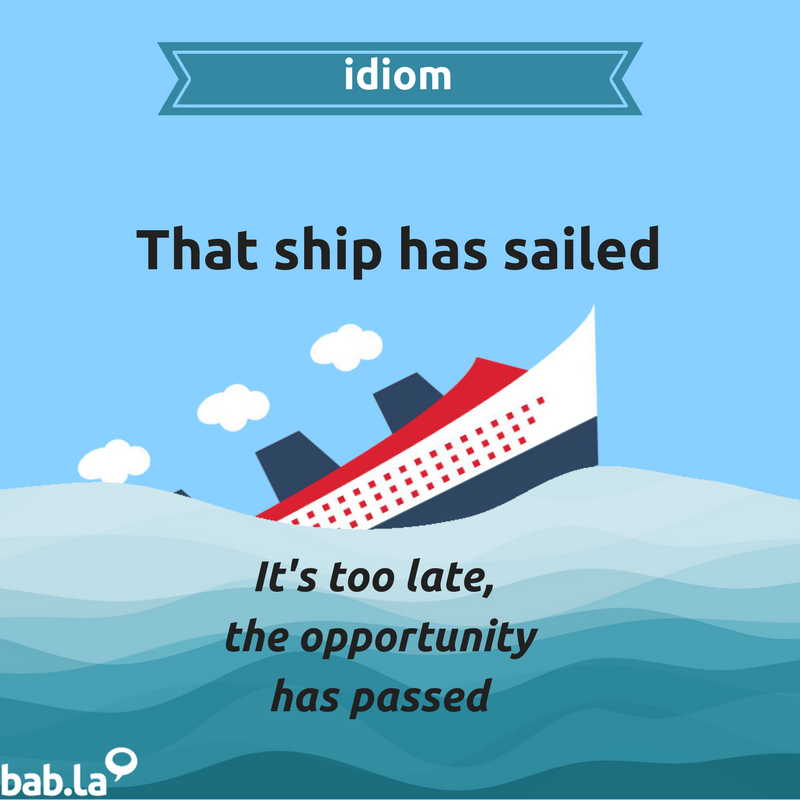 idiom
That ship has sailed
It's too late,
the opportunity
has passed
bab.la